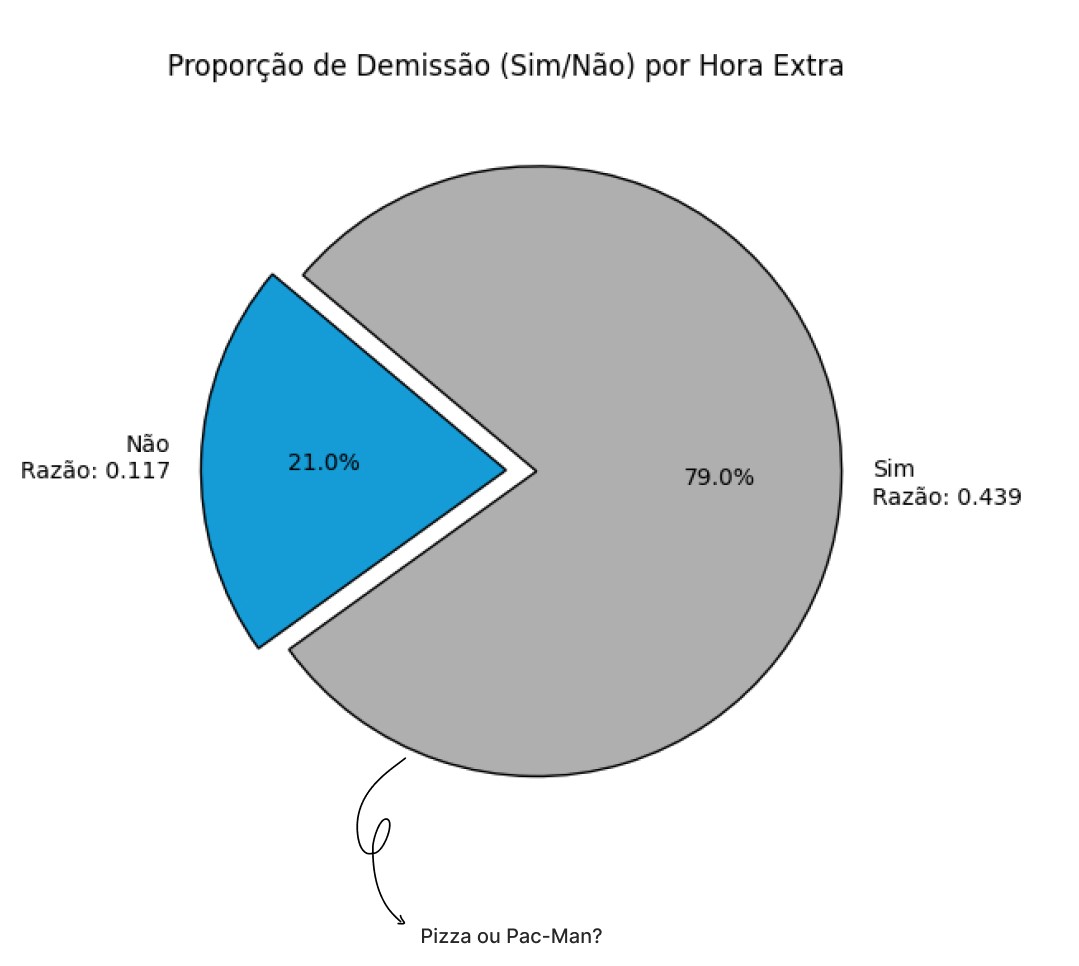 Proporção de Demissão (Sim/Não) por Hora Extra
Não
Razão: 0.117
21.0%
79.0%
Sim
Razão: 0.439
Pizza ou Pac-Man?